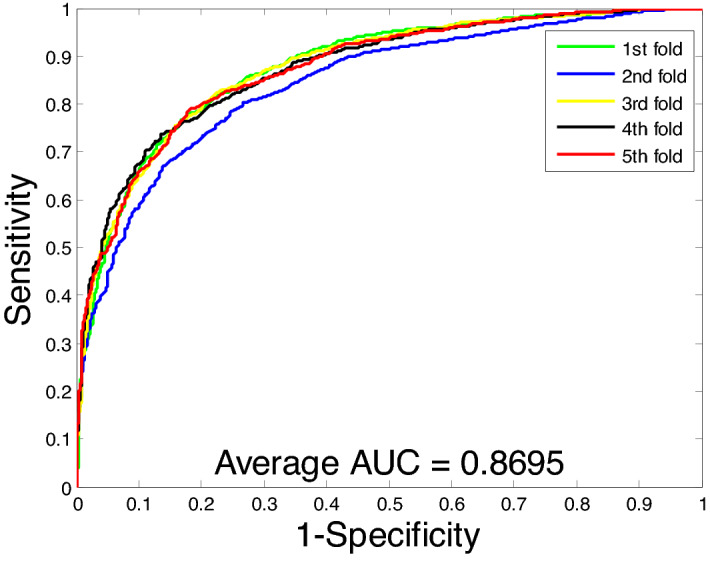 Sensitivity
1
0.9
0.8
0.7
0.6
0.5
0.4
0.3
0.2
0.1
0
1st fold
2nd fold
3rd fold
4th fold
5th fold
Average AUC = 0.8695
0 0.1 0.2 0.3 0.4 0.5 0.6 0.7 0.8 0.9 1
1-Specificity